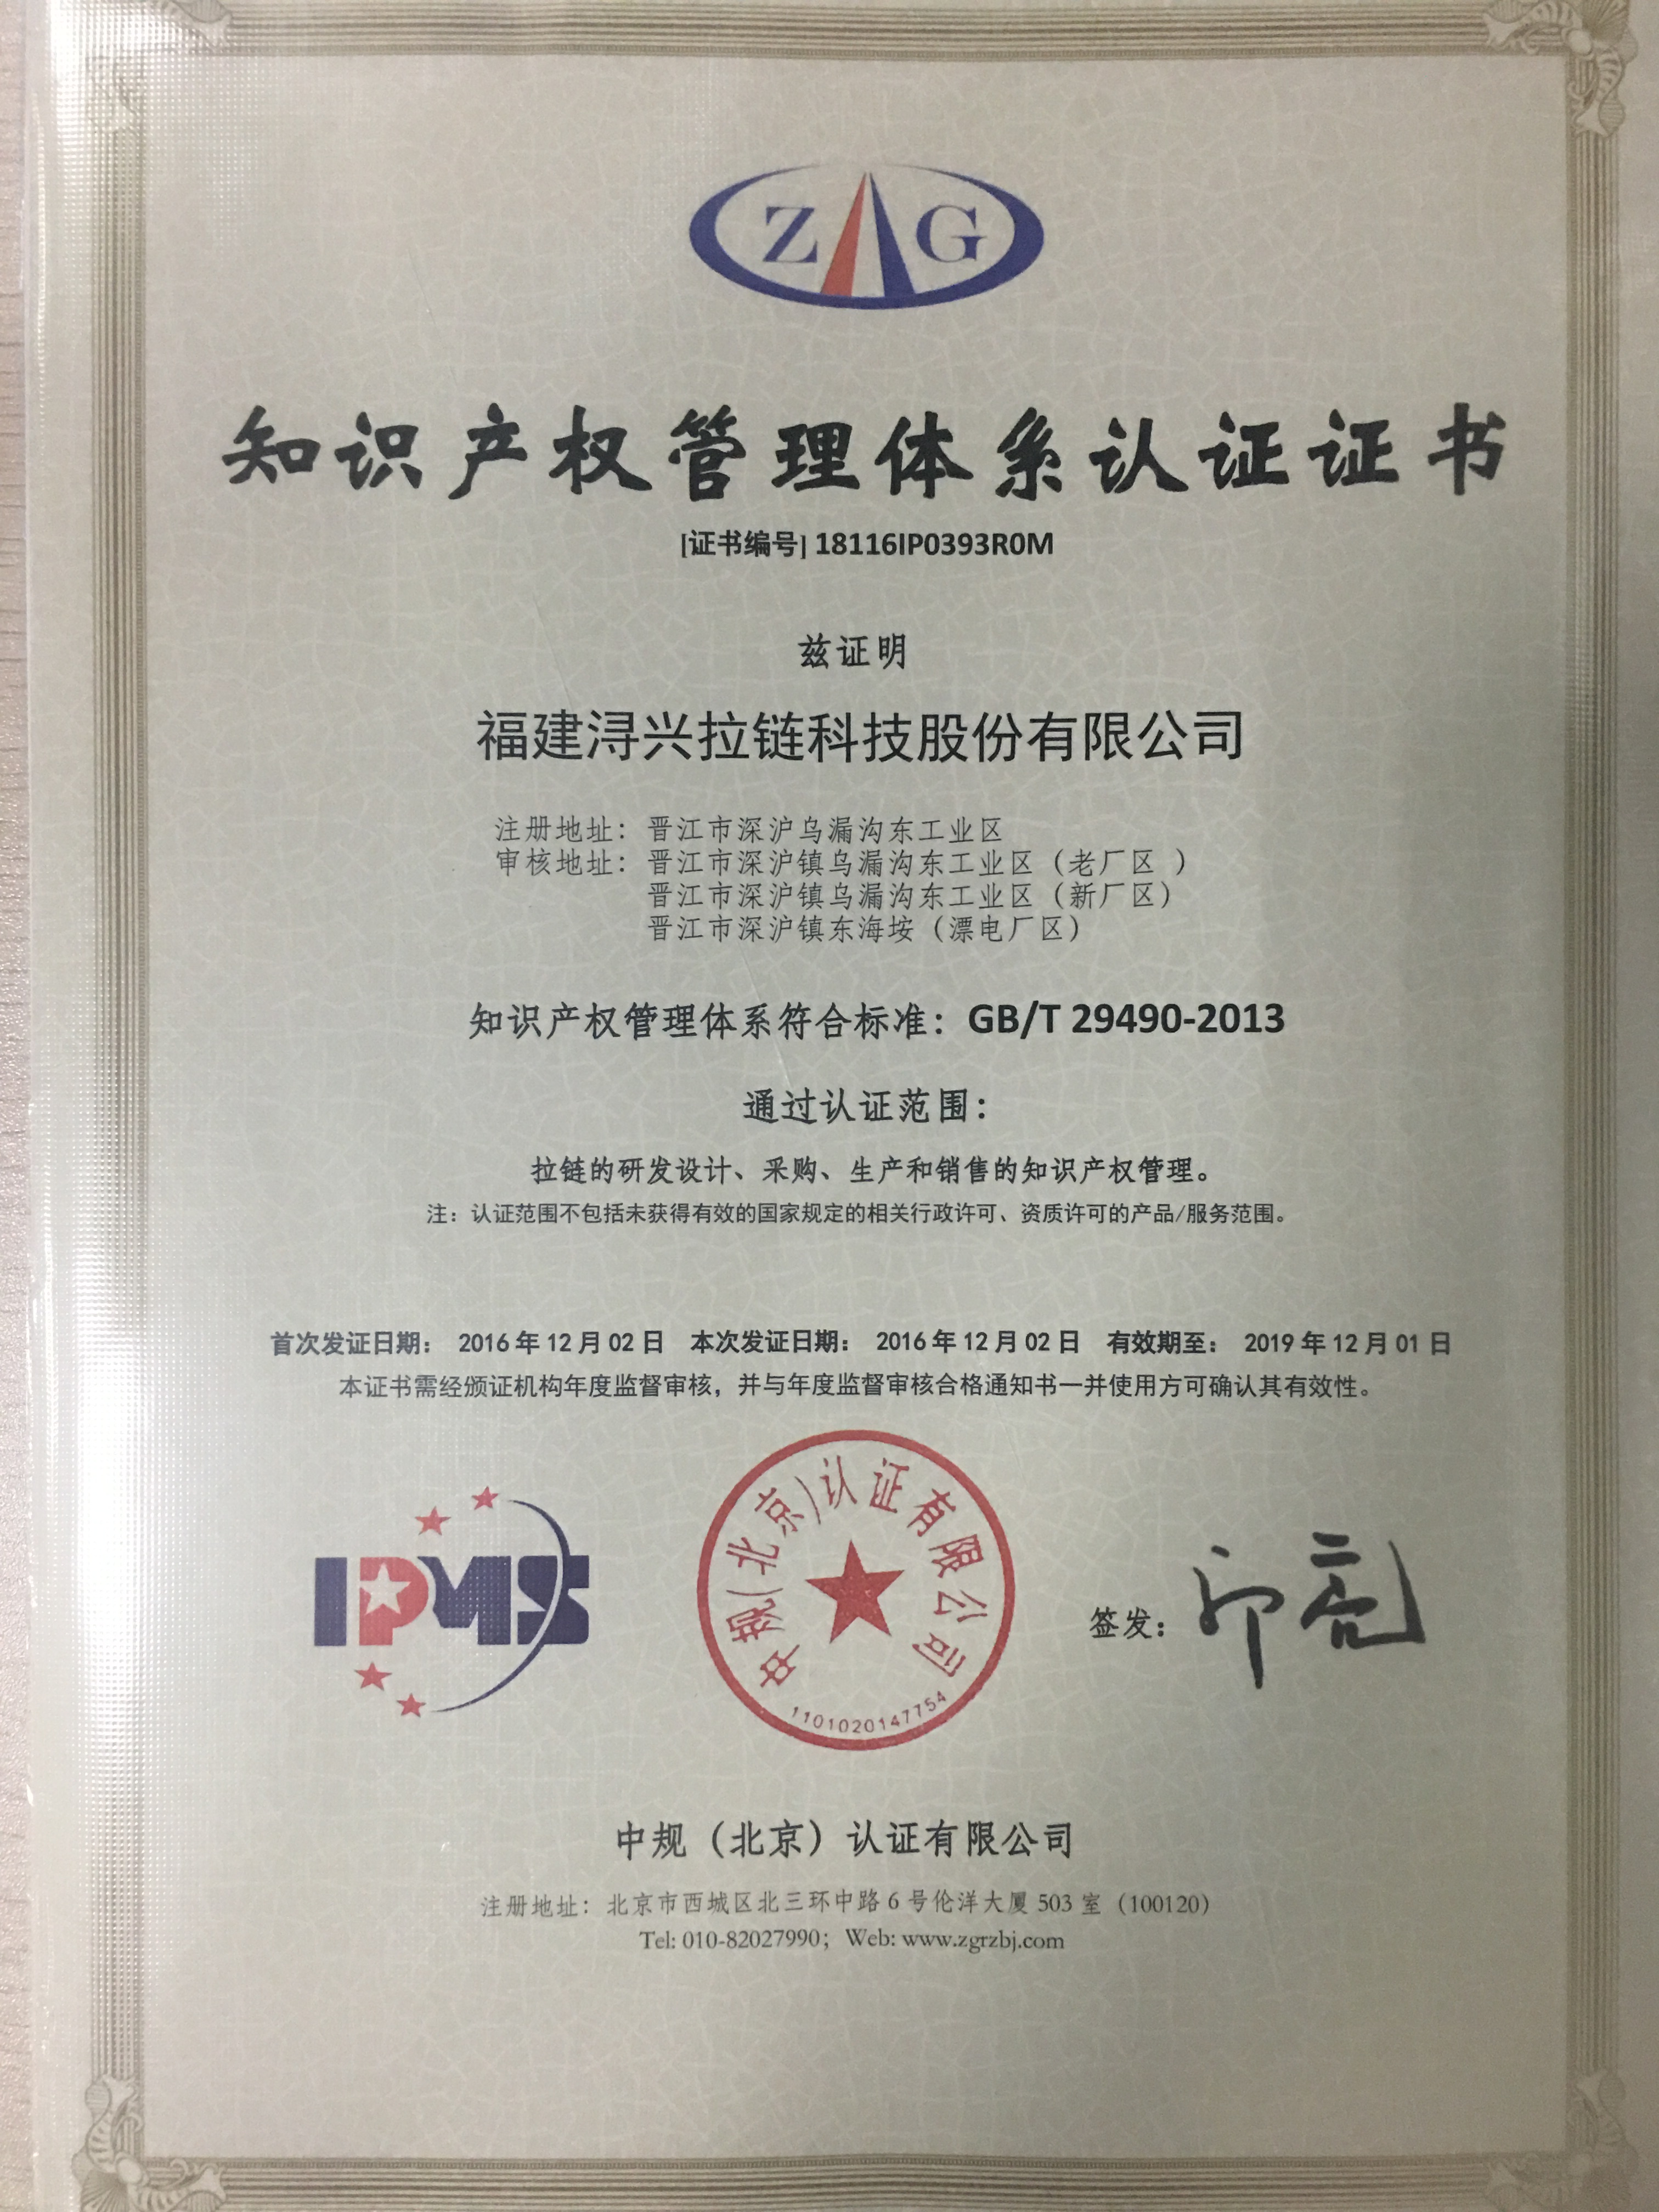 ZG
知识产权管理体系认证证书
[证书编号] 18116IP0393R0M
兹证明
福建浔兴拉链科技股份有限公司
注册地址：晋江市深沪乌漏沟东工业区
审核地址：晋江市深沪镇乌漏沟东工业区（老厂区 ）
晋江市深沪镇乌漏沟东工业区（新厂区）
晋江市深沪镇东海垵（漂电厂区）
知识产权管理体系符合标准：GB/T 29490-2013
通过认证范围：
拉链的研发设计、采购、生产和销售的知识产权管理。
注：认证范围不包括未获得有效的国家规定的相关行政许可、资质许可的产品/服务范围。
首次发证日期： 2016 年 12 月 02 日 本次发证日期： 2016 年 12 月 02 日 有效期至： 2019 年 12 月 01 日
本证书需经颁证机构年度监督审核，并与年度监督审核合格通知书一并使用方可确认其有效性。
IPMS
中规(北京)认证有限公司
1101020147754
签发：
中规（北京）认证有限公司
注册地址：北京市西城区北三环中路 6 号伦洋大厦 503 室（100120）
Tel: 010-82027990；Web: www.zgrzbj.com